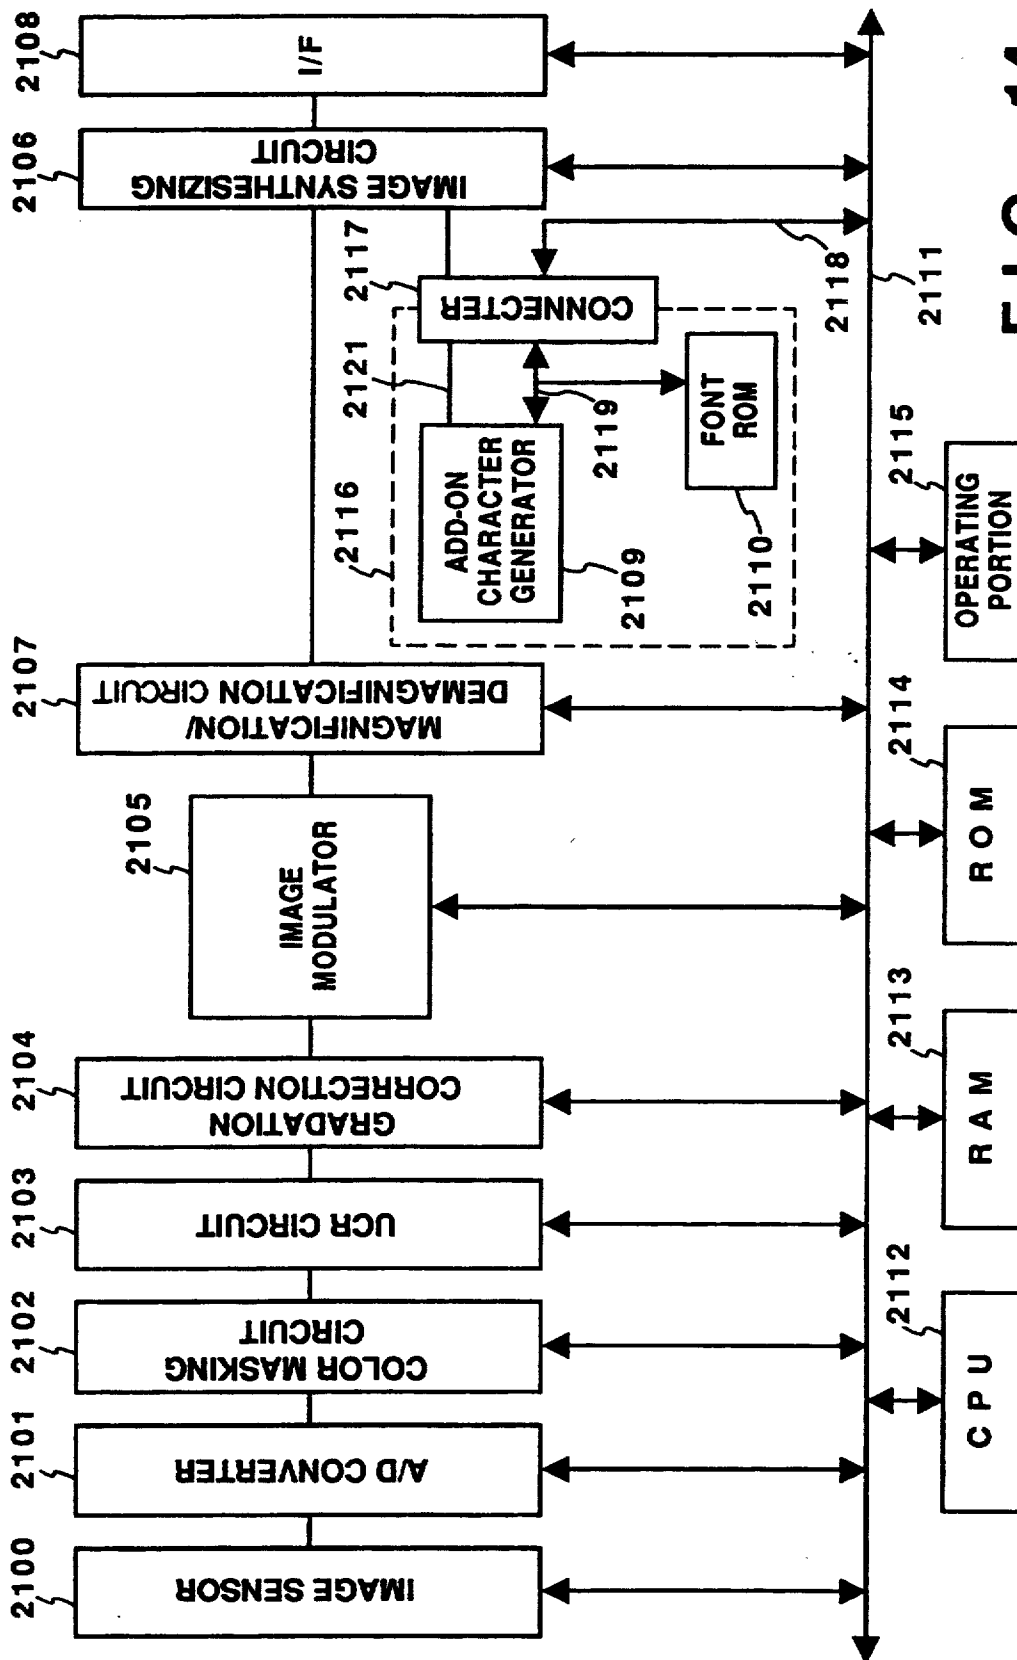 2100
IMAGE SENSOR
2101
A/D CONVERTER
2102
COLOR MASKING
CIRCUIT
2103
UCR CIRCUIT
2104
GRADATION
CORRECTION CIRCUIT
2105
IMAGE
MODULATOR
2107
MAGNIFICATION/
DEMAGNIFICATION CIRCUIT
2106
IMAGE SYNTHESIZING
CIRCUIT
2108
I/F
2116
2121
2117
ADD-ON
CHARACTER
GENERATOR
2109
CONNECTER
2119
FONT
ROM
2110
2118
2111
2112
CPU
2113
RAM
2114
ROM
2115
OPERATING
PORTION